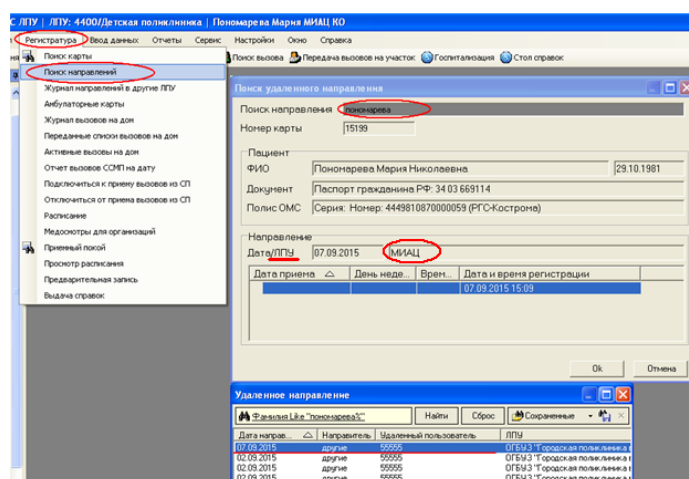 С ЛПУ | ЛПУ: 4400/Детская поликлиника | Пономарева Мария МИАЦ КО
Регистратура Ввод данных Отчеты Сервис Настройки Окно Справка
Поиск карты
Поиск вызова Передача вызовов на участок Госпитализация Стол справок
Поиск направлений
Журнал направлений в другие ЛПУ
Амбулаторные карты
Журнал вызовов на дом
Переданные списки вызовов на дом
Активные вызовы на дом
Отчет вызовов ССМП на дату
Подключиться к приему вызовов из СП
Отключиться от приема вызовов из СП
Расписание
Медосмотры для организаций
Приемный покой
Просмотр расписания
Предварительная запись
Выдача справок
Поиск удаленного направления
Поиск направления пономарева
Номер карты 15199
Пациент
ФИО Пономарева Мария Николаевна 29.10.1981
Документ Паспорт гражданина РФ: 34 03 669114
Полис ОМС Серия: Номер: 4449810870000059 (РГС-Кострома)
Направление
Дата/ЛПУ 07.09.2015 МИАЦ
Дата приема День неде... Врем... Дата и время регистрации
07.09.2015 15:09
Ok Отмена
Удаленное направление
Фамилия Like "пономарева%" Найти Сброс Сохраненные
Дата направ... Направитель Удаленный пользователь ЛПУ
07.09.2015 другие 55555 ОГБУЗ "Городская поликлиника
02.09.2015 другие 55555 ОГБУЗ "Городская поликлиника
02.09.2015 другие 55555 ОГБУЗ "Городская поликлиника
02.09.2015 другие 55555 ОГБУЗ "Городская поликлиника